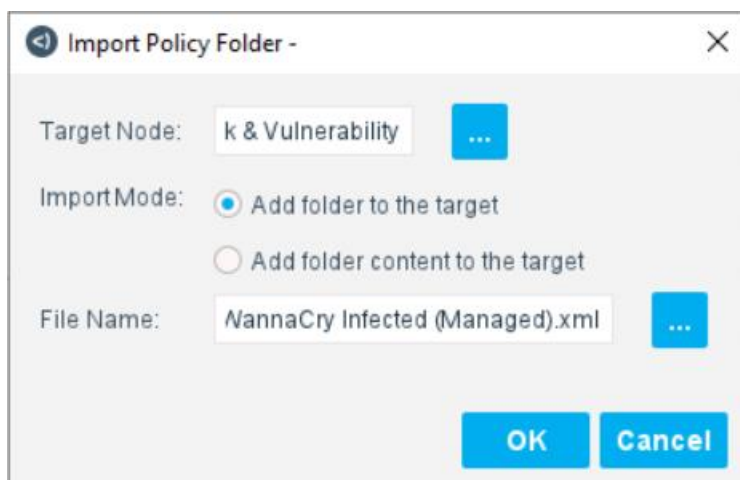 Import Policy Folder -
Target Node: k & Vulnerability ...
Import Mode: Add folder to the target
Add folder content to the target
File Name: WannaCry Infected (Managed).xml ...
OK Cancel